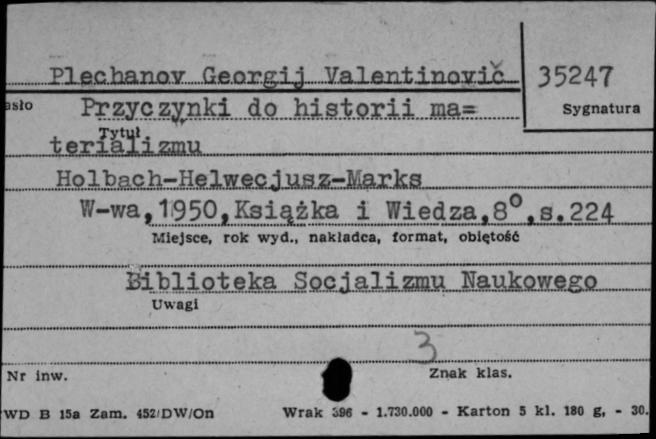 Plechanov Georgij Valentinovič 35247
asło Przyczynki do historii ma= Sygnatura
Tytuł
terializmu
Holbach-Helwecjusz-Marks
W-wa,1950,Książka i Wiedza,8°,s.224
Miejsce, rok wyd., nakładca, format, objętość
Biblioteka Socjalizmu Naukowego
Uwagi
3
Nr inw. Znak klas.
WD B 15a Zam. 452/DW/On Wrak 396 - 1.730.000 - Karton 5 kl. 180 g, - 30.